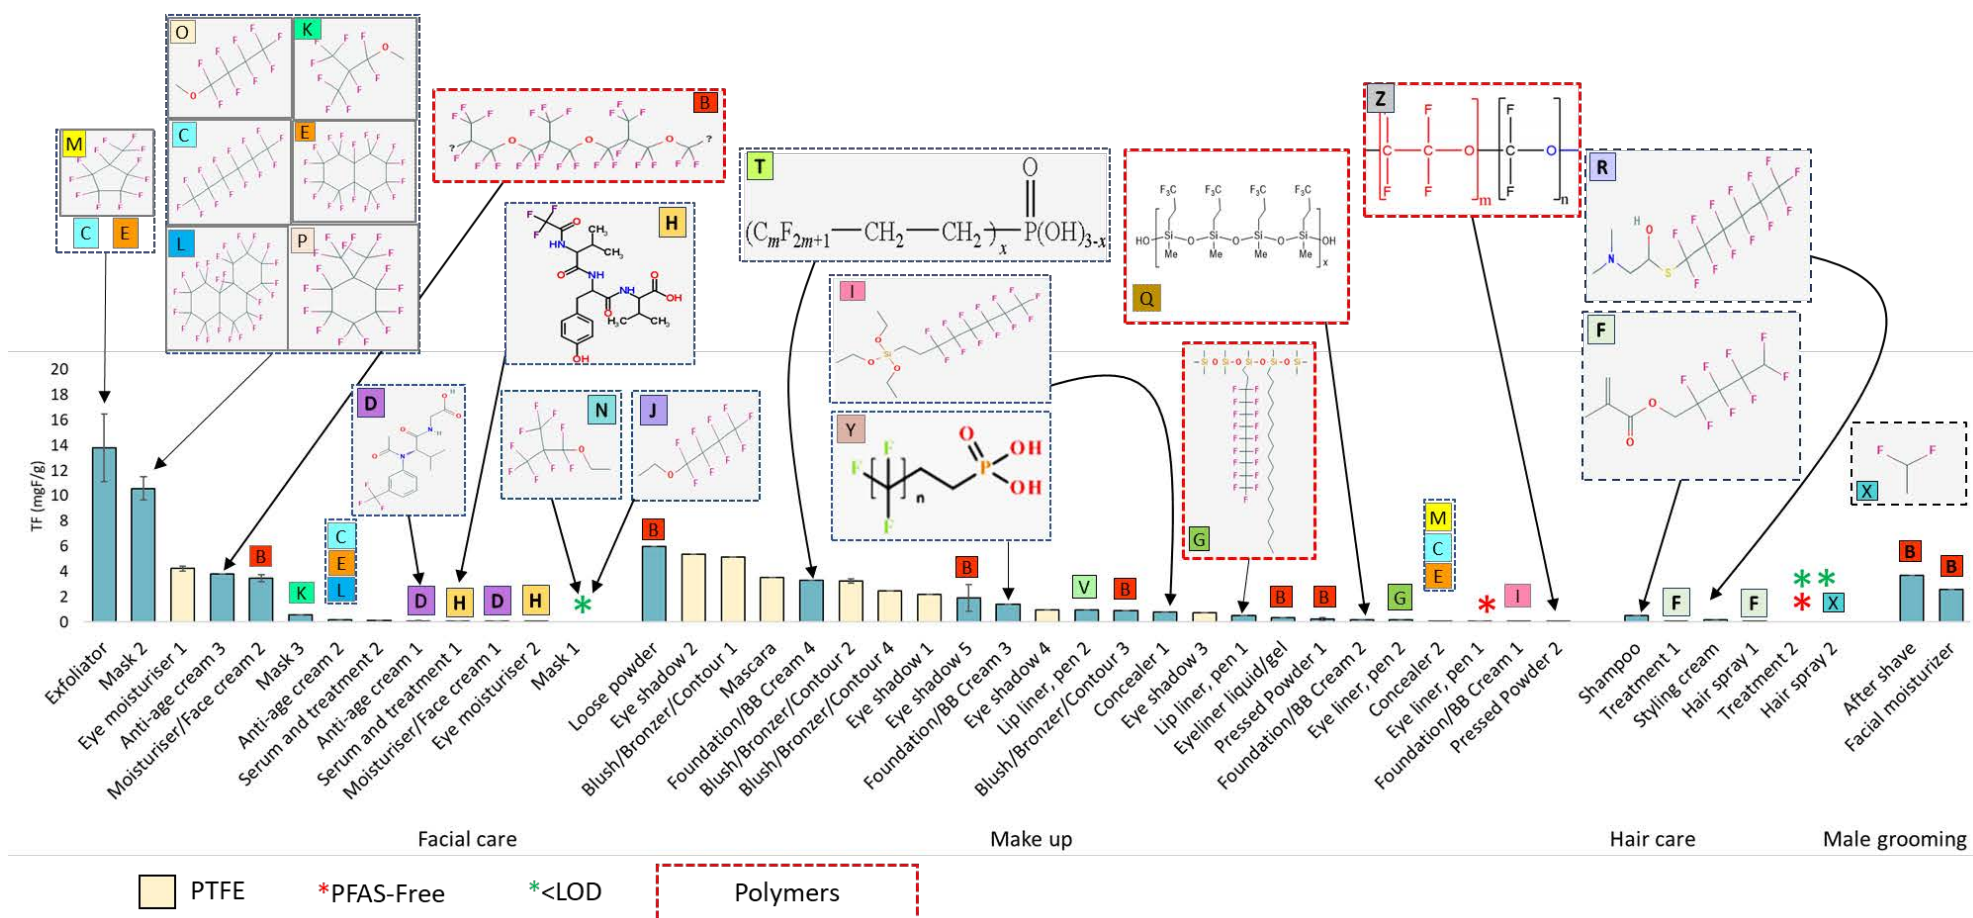 O
K
C
E
L
P
M
C E
B
H
T
(CmF2m+1—CH2—CH2)x—P(OH)3-x
O
I
Y
Q
G
Z
R
F
X
D
N
J
TF (mgF/g)
20
18
16
14
12
10
8
6
4
2
0
B
C
E
L
K
D
H
D
H
*
B
B
V
B
B
B
G
M
C
E
*
I
F
F
* *
* X
B
B
Exfoliator
Mask 2
Eye moisturiser 1
Anti-age cream 3
Moisturiser/Face cream 2
Mask 3
Anti-age cream 2
Serum and treatment 2
Anti-age cream 1
Serum and treatment 1
Moisturiser/Face cream 1
Eye moisturiser 2
Mask 1
Loose powder
Eye shadow 2
Blush/Bronzer/Contour 1
Mascara
Foundation/BB Cream 4
Blush/Bronzer/Contour 2
Blush/Bronzer/Contour 4
Eye shadow 1
Eye shadow 5
Foundation/BB Cream 3
Eye shadow 4
Lip liner, pen 2
Blush/Bronzer/Contour 3
Concealer 1
Eye shadow 3
Lip liner, pen 1
Eyeliner liquid/gel
Pressed Powder 1
Foundation/BB Cream 2
Eye liner, pen 2
Concealer 2
Eye liner, pen 1
Foundation/BB Cream 1
Pressed Powder 2
Shampoo
Treatment 1
Styling cream
Hair spray 1
Treatment 2
Hair spray 2
After shave
Facial moisturizer
Facial care
Make up
Hair care
Male grooming
PTFE
*PFAS-Free
*<LOD
Polymers